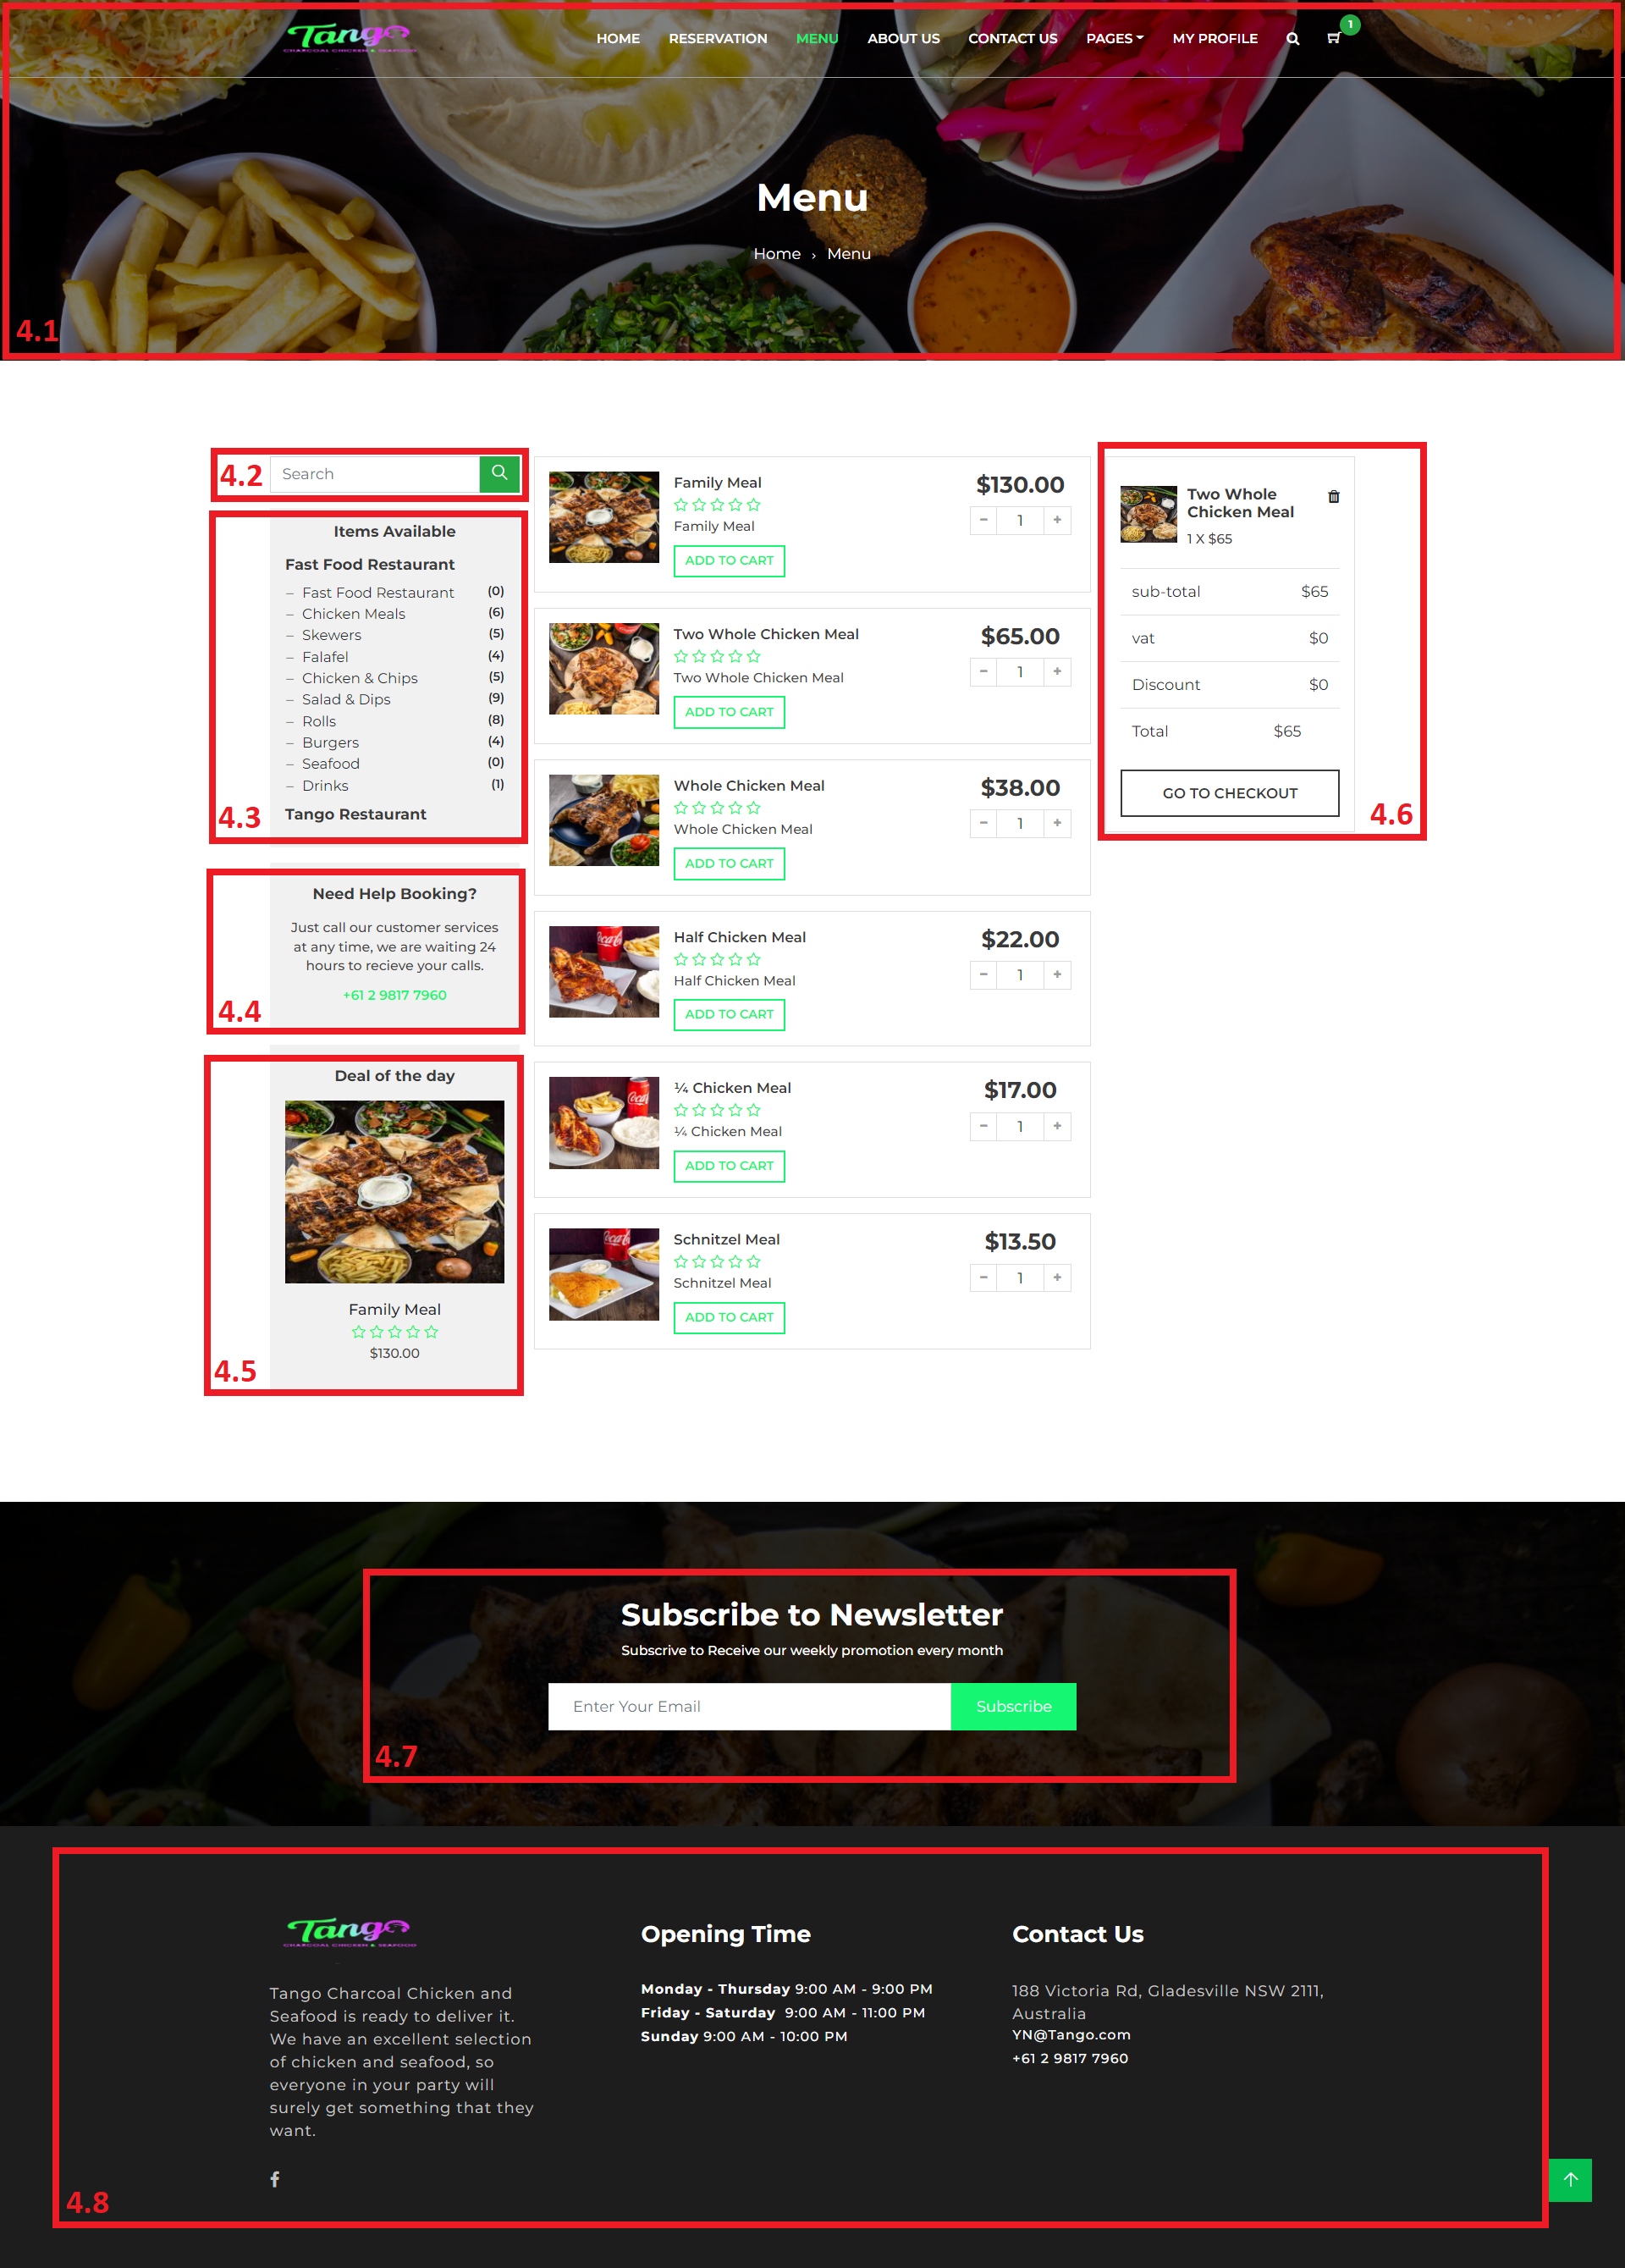 Tango
CHARCOAL CHICKEN & SEAFOOD
HOME RESERVATION MENU ABOUT US CONTACT US PAGES MY PROFILE 1
Menu
Home › Menu
4.1
4.2
Search
Items Available
Fast Food Restaurant
– Fast Food Restaurant (0)
– Chicken Meals (6)
– Skewers (5)
– Falafel (4)
– Chicken & Chips (5)
– Salad & Dips (9)
– Rolls (8)
– Burgers (4)
– Seafood (0)
– Drinks (1)
Tango Restaurant
4.3
Need Help Booking?
Just call our customer services
at any time, we are waiting 24
hours to recieve your calls.
+61 2 9817 7960
4.4
Deal of the day
Family Meal
$130.00
4.5
Family Meal $130.00
Family Meal − 1 +
ADD TO CART
Two Whole Chicken Meal $65.00
Two Whole Chicken Meal − 1 +
ADD TO CART
Whole Chicken Meal $38.00
Whole Chicken Meal − 1 +
ADD TO CART
Coca
Half Chicken Meal $22.00
Half Chicken Meal − 1 +
ADD TO CART
Coca
¼ Chicken Meal $17.00
¼ Chicken Meal − 1 +
ADD TO CART
Coca
Schnitzel Meal $13.50
Schnitzel Meal − 1 +
ADD TO CART
Two Whole
Chicken Meal
1 X $65
sub-total $65
vat $0
Discount $0
Total $65
GO TO CHECKOUT
4.6
Subscribe to Newsletter
Subscrive to Receive our weekly promotion every month
Enter Your Email Subscribe
4.7
Tango
CHARCOAL CHICKEN & SEAFOOD
Tango Charcoal Chicken and
Seafood is ready to deliver it.
We have an excellent selection
of chicken and seafood, so
everyone in your party will
surely get something that they
want.
Opening Time
Monday - Thursday 9:00 AM - 9:00 PM
Friday - Saturday 9:00 AM - 11:00 PM
Sunday 9:00 AM - 10:00 PM
Contact Us
188 Victoria Rd, Gladesville NSW 2111,
Australia
YN@Tango.com
+61 2 9817 7960
4.8